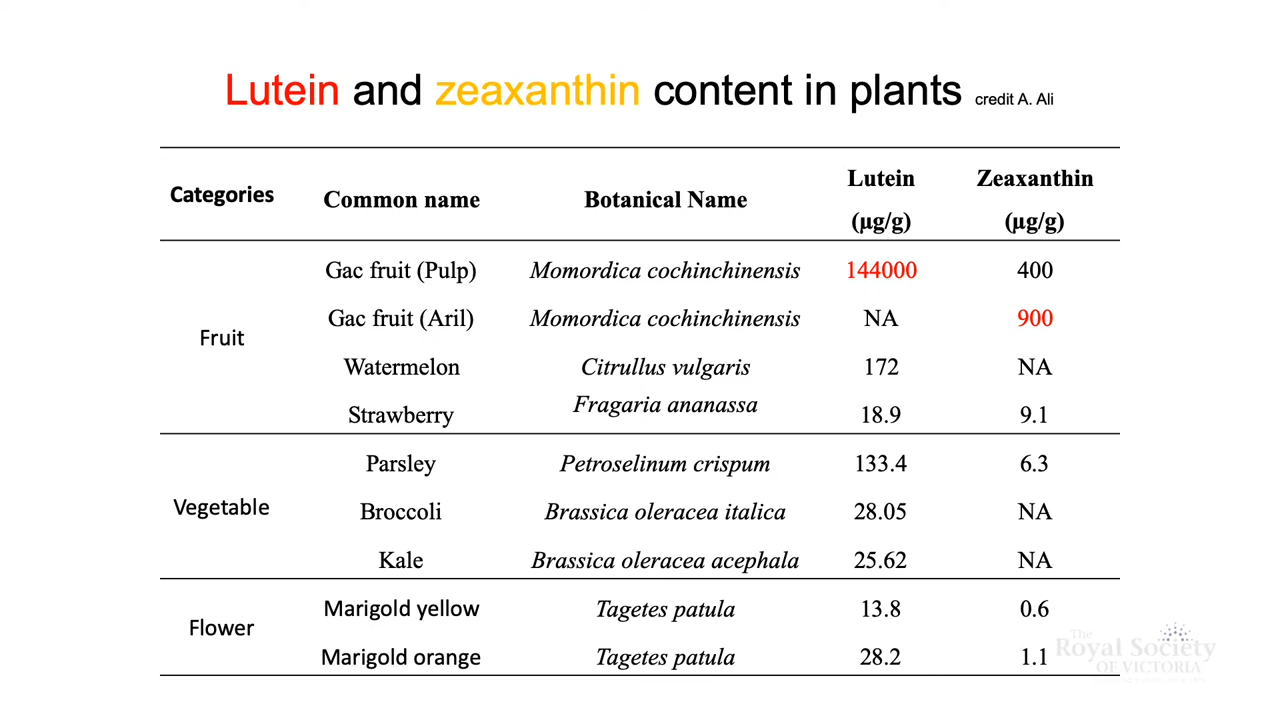 Lutein and zeaxanthin content in plants credit A. Ali
Categories Common name Botanical Name Lutein (µg/g) Zeaxanthin (µg/g)
Fruit
Gac fruit (Pulp) Momordica cochinchinensis 144000 400
Gac fruit (Aril) Momordica cochinchinensis NA 900
Watermelon Citrullus vulgaris 172 NA
Strawberry Fragaria ananassa 18.9 9.1
Vegetable
Parsley Petroselinum crispum 133.4 6.3
Broccoli Brassica oleracea italica 28.05 NA
Kale Brassica oleracea acephala 25.62 NA
Flower
Marigold yellow Tagetes patula 13.8 0.6
Marigold orange Tagetes patula 28.2 1.1
The
Royal Society
OF VICTORIA